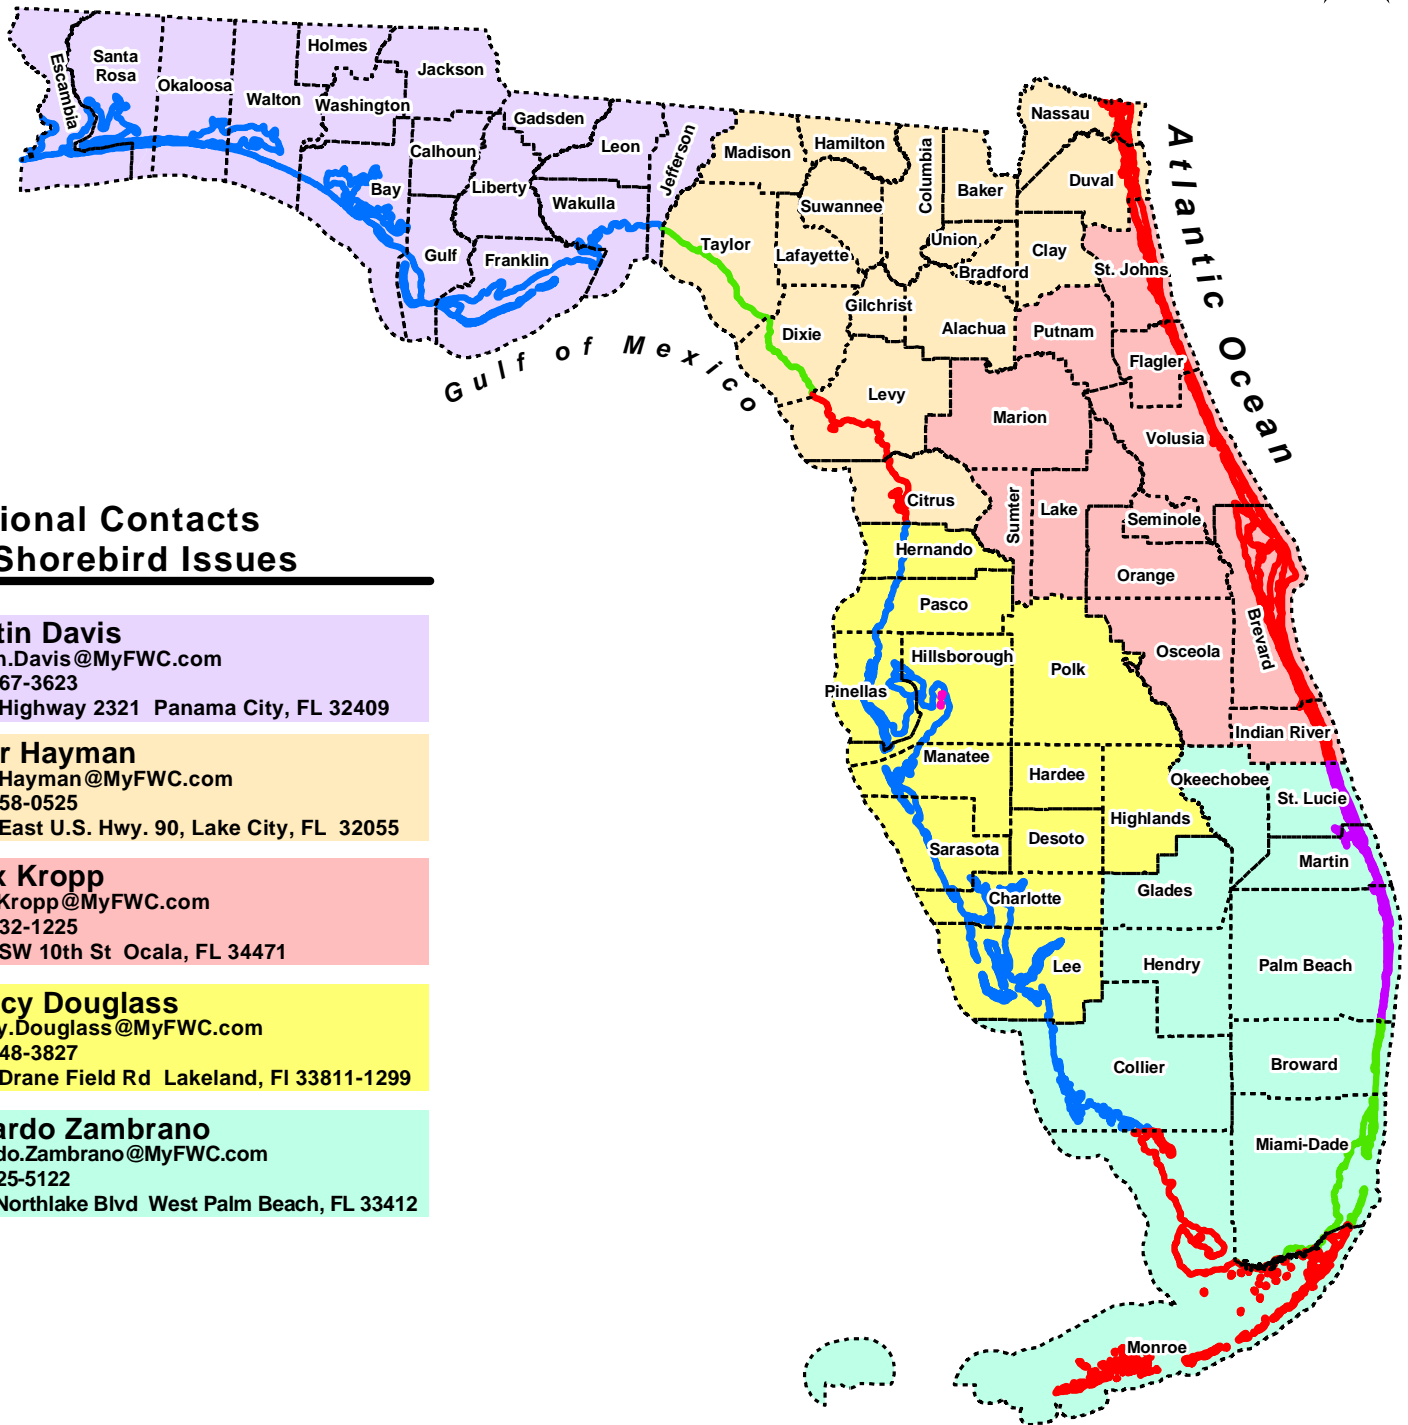 Holmes
Santa
Rosa
Jackson
Escambia
Okaloosa
Walton
Washington
Nassau
Gadsden
Atlantic Ocean
Hamilton
Leon
Madison
Calhoun
Jefferson
Columbia
Duval
Liberty
Bay
Baker
Wakulla
Suwannee
Union
Taylor
Clay
Gulf
Franklin
Lafayette
St. Johns
Bradford
Gilchrist
Alachua
Putnam
Dixie
Gulf of Mexico
Flagler
Levy
Marion
Volusia
Citrus
Sumter
Lake
Seminole
ional Contacts
Shorebird Issues
Hernando
Orange
Pasco
Brevard
Osceola
Hillsborough
Polk
Pinellas
Indian River
Manatee
Hardee
Okeechobee
St. Lucie
Highlands
Desoto
Sarasota
Martin
Charlotte
Glades
Lee
Hendry
Palm Beach
Collier
Broward
Miami-Dade
Monroe
tin Davis
n.Davis@MyFWC.com
67-3623
Highway 2321 Panama City, FL 32409
r Hayman
Hayman@MyFWC.com
58-0525
East U.S. Hwy. 90, Lake City, FL 32055
x Kropp
Kropp@MyFWC.com
32-1225
SW 10th St Ocala, FL 34471
cy Douglass
y.Douglass@MyFWC.com
48-3827
Drane Field Rd Lakeland, Fl 33811-1299
ardo Zambrano
do.Zambrano@MyFWC.com
25-5122
Northlake Blvd West Palm Beach, FL 33412